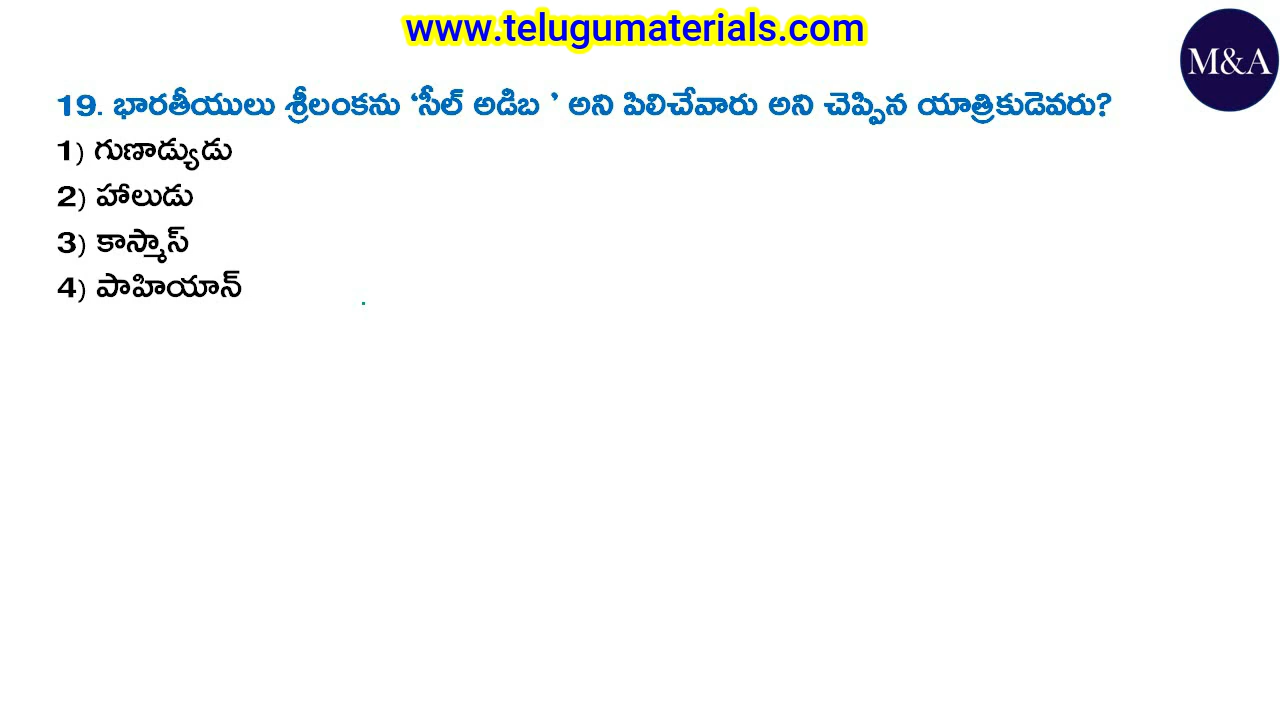 www.telugumaterials.com
M&A
19. భారతీయులు శ్రీలంకను ‘సీల్ అడిబ ’ అని పిలిచేవారు అని చెప్పిన యాత్రికుడెవరు?
1) గుణాడ్యుడు
2) హాలుడు
3) కాస్మాస్
4) పాహియాన్